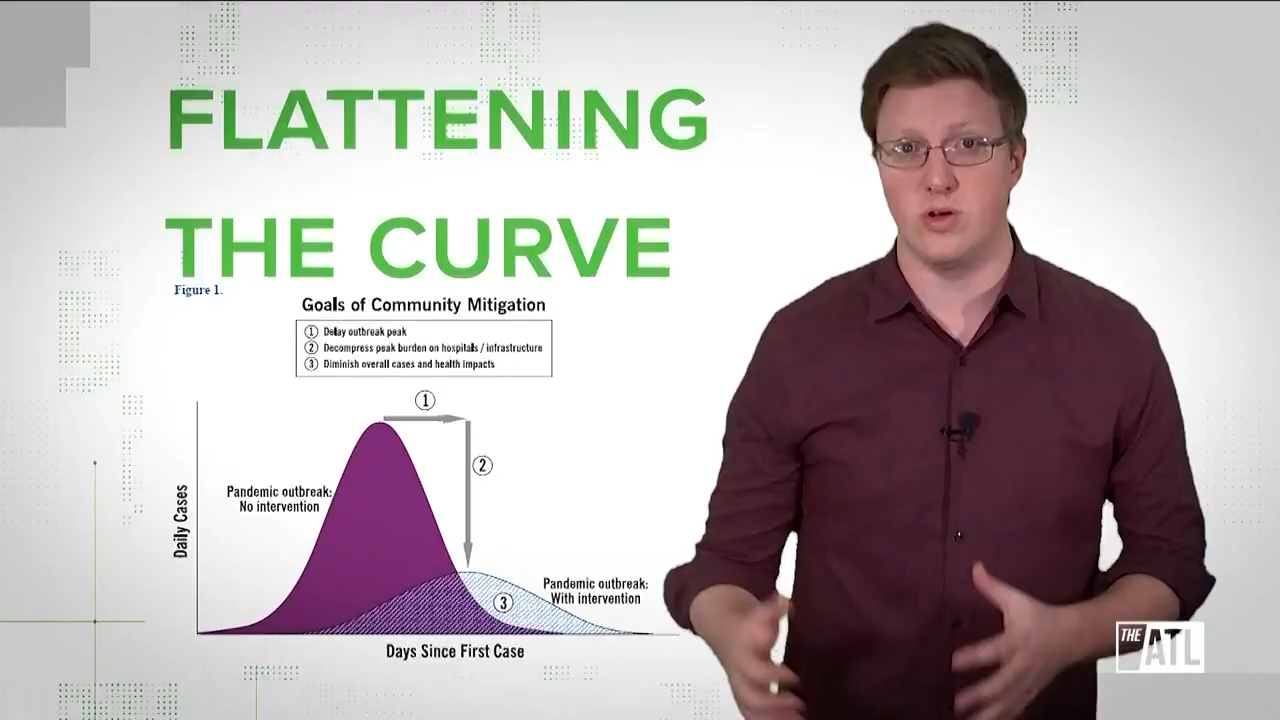 FLATTENING
THE CURVE
Figure 1.
Goals of Community Mitigation
① Delay outbreak peak
② Decompress peak burden on hospitals / infrastructure
③ Diminish overall cases and health impacts
①
②
Pandemic outbreak:
No intervention
Daily Cases
Pandemic outbreak:
With intervention
③
Days Since First Case
THE ATL